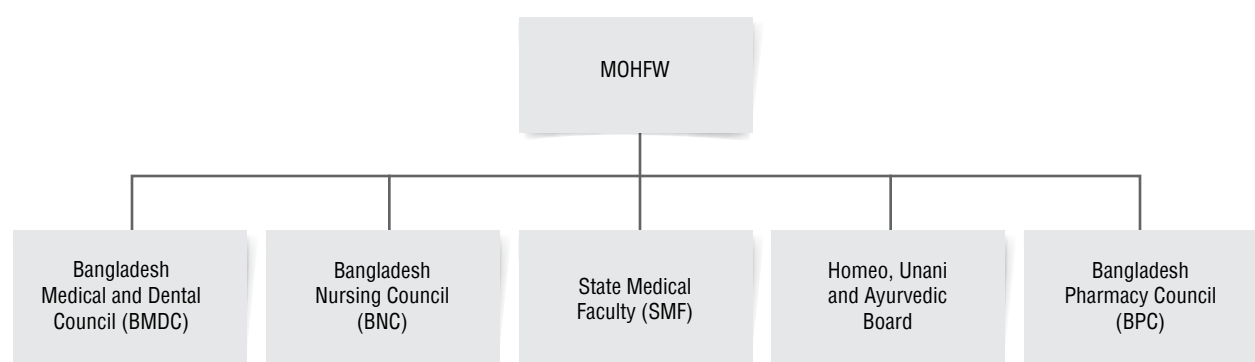 MOHFW
Bangladesh
Medical and Dental
Council (BMDC)
Bangladesh
Nursing Council
(BNC)
State Medical
Faculty (SMF)
Homeo, Unani
and Ayurvedic
Board
Bangladesh
Pharmacy Council
(BPC)